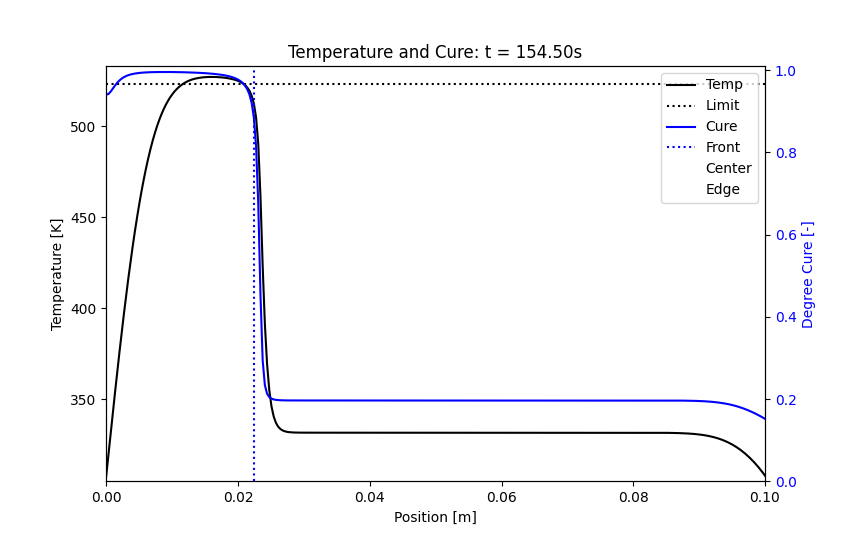 Temperature and Cure: t = 154.50s
Temp
Limit
Cure
Front
Center
Edge
500
450
400
350
Temperature [K]
1.0
0.8
0.6
0.4
0.2
0.0
Degree Cure [-]
0.00
0.02
0.04
0.06
0.08
0.10
Position [m]